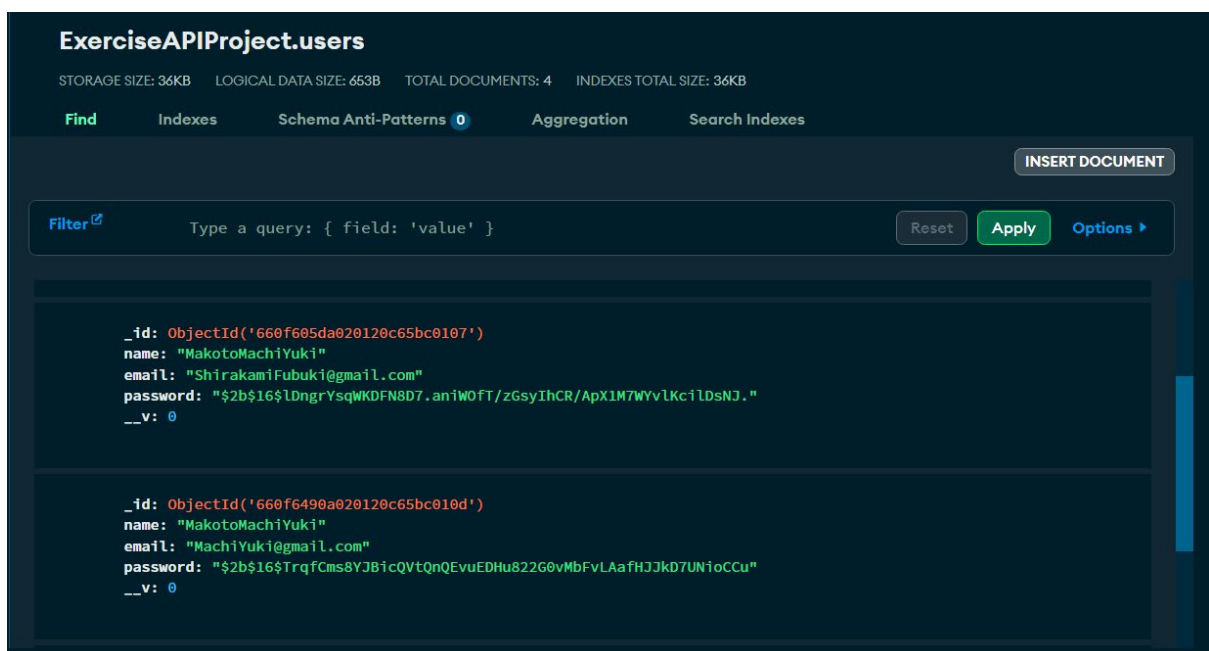 ExerciseAPIProject.users
STORAGE SIZE: 36KB LOGICAL DATA SIZE: 653B TOTAL DOCUMENTS: 4 INDEXES TOTAL SIZE: 36KB
Find Indexes Schema Anti-Patterns 0 Aggregation Search Indexes
INSERT DOCUMENT
Filter Type a query: { field: 'value' } Reset Apply Options
_id: ObjectId('660f605da020120c65bc0107')
name: "MakotoMachiYuki"
email: "ShirakamiFubuki@gmail.com"
password: "$2b$16$lDngrYsqWKDFN8D7.aniWOfT/zGsyIhCR/ApX1M7WYvlKcilDsNJ."
__v: 0
_id: ObjectId('660f6490a020120c65bc010d')
name: "MakotoMachiYuki"
email: "MachiYuki@gmail.com"
password: "$2b$16$TrqfCms8YJBicQVtQnQEvuEDHu822G0vMbFvLAafHJJkD7UNioCCu"
__v: 0